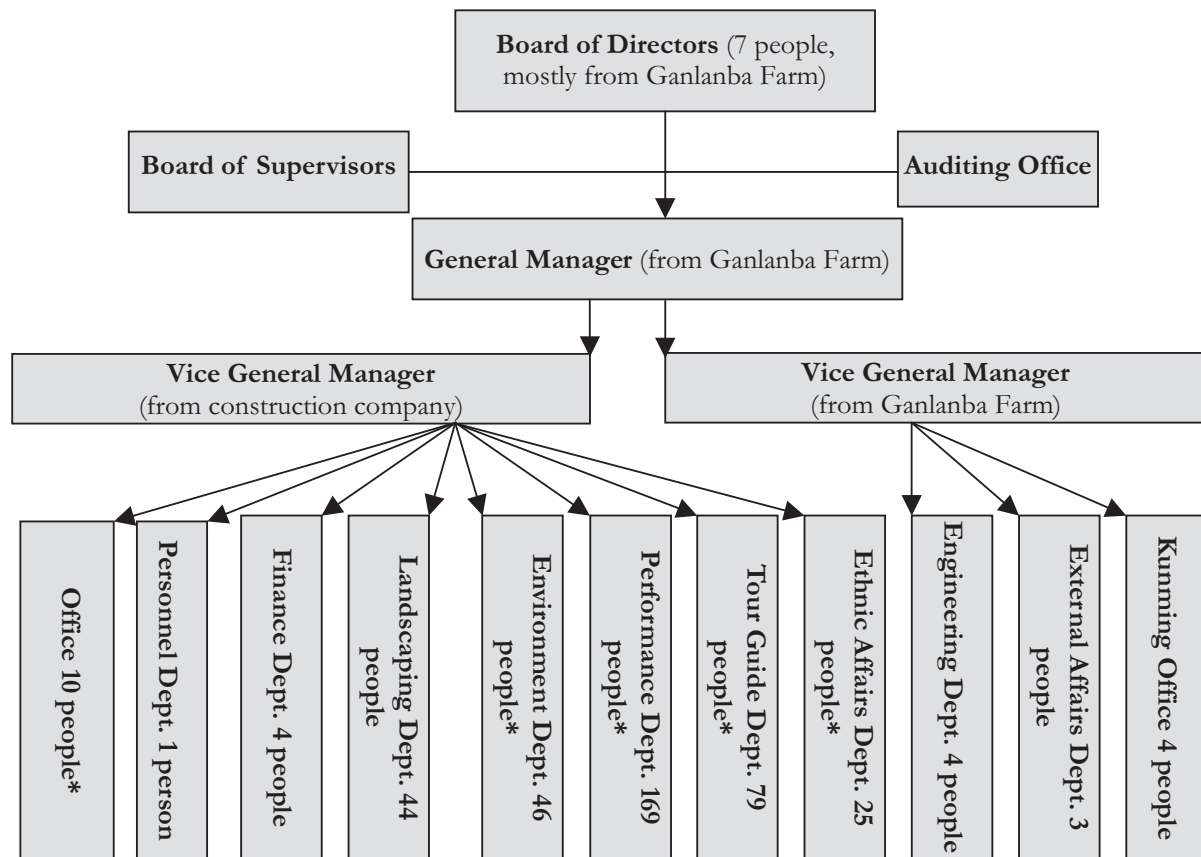 Board of Directors (7 people,
mostly from Ganlanba Farm)
Board of Supervisors
Auditing Office
General Manager (from Ganlanba Farm)
Vice General Manager
(from construction company)
Vice General Manager
(from Ganlanba Farm)
Office 10 people*
Personnel Dept. 1 person
Finance Dept. 4 people
Landscaping Dept. 44
people
Environment Dept. 46
people*
Performance Dept. 169
people*
Tour Guide Dept. 79
people*
Ethnic Affairs Dept. 25
people*
Engineering Dept. 4 people
External Affairs Dept. 3
people
Kunming Office 4 people